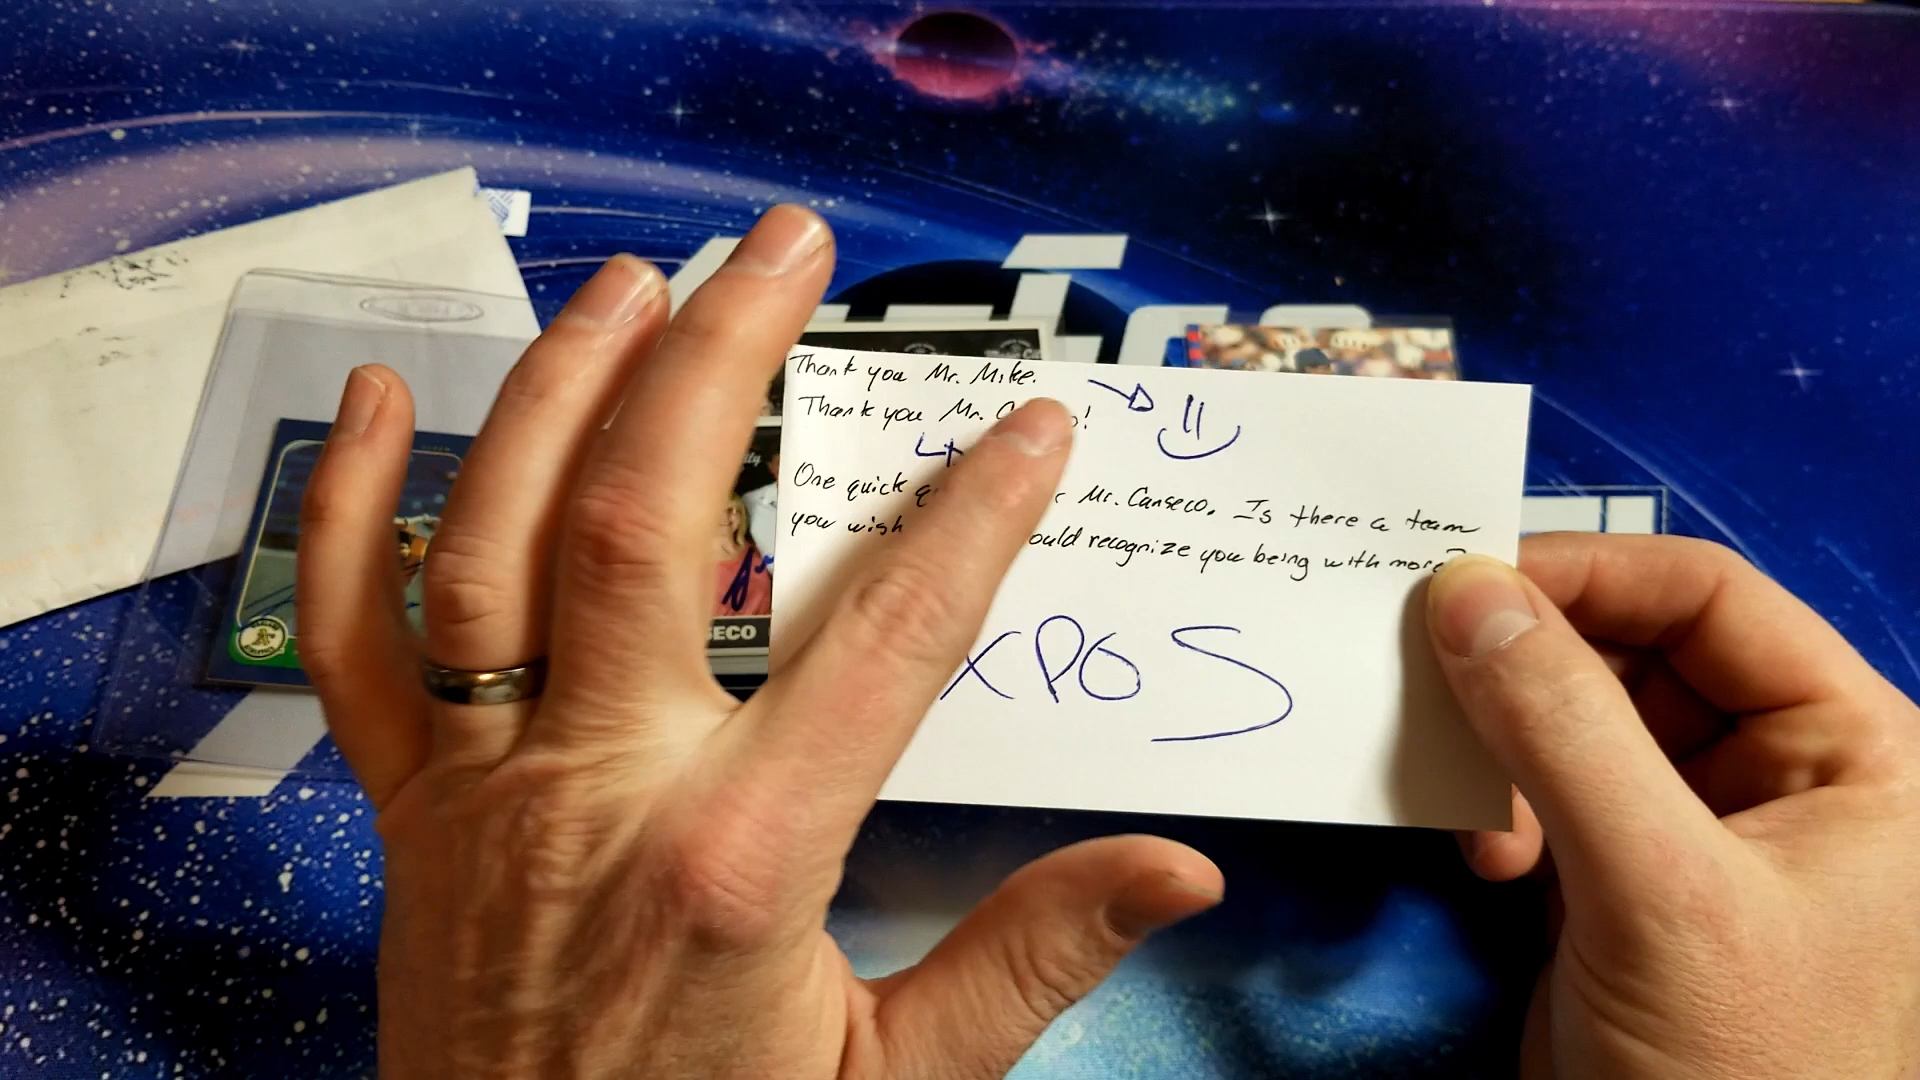 Thank you Mr. Mike.
Thank you Mr.
One quick Mr. Canseco. Is there a team
you wish ould recognize you being with more?
XPOS
SECO